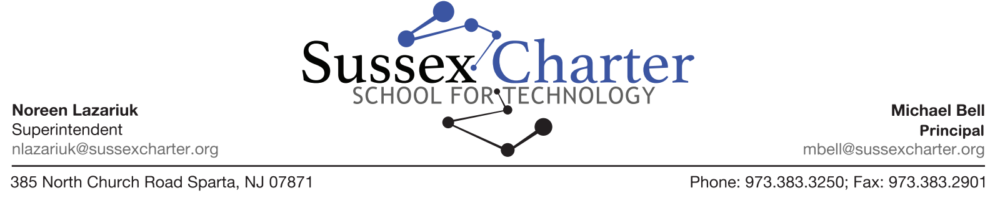 Sussex Charter
SCHOOL FOR TECHNOLOGY
Noreen Lazariuk
Superintendent
nlazariuk@sussexcharter.org
Michael Bell
Principal
mbell@sussexcharter.org
385 North Church Road Sparta, NJ 07871
Phone: 973.383.3250; Fax: 973.383.2901